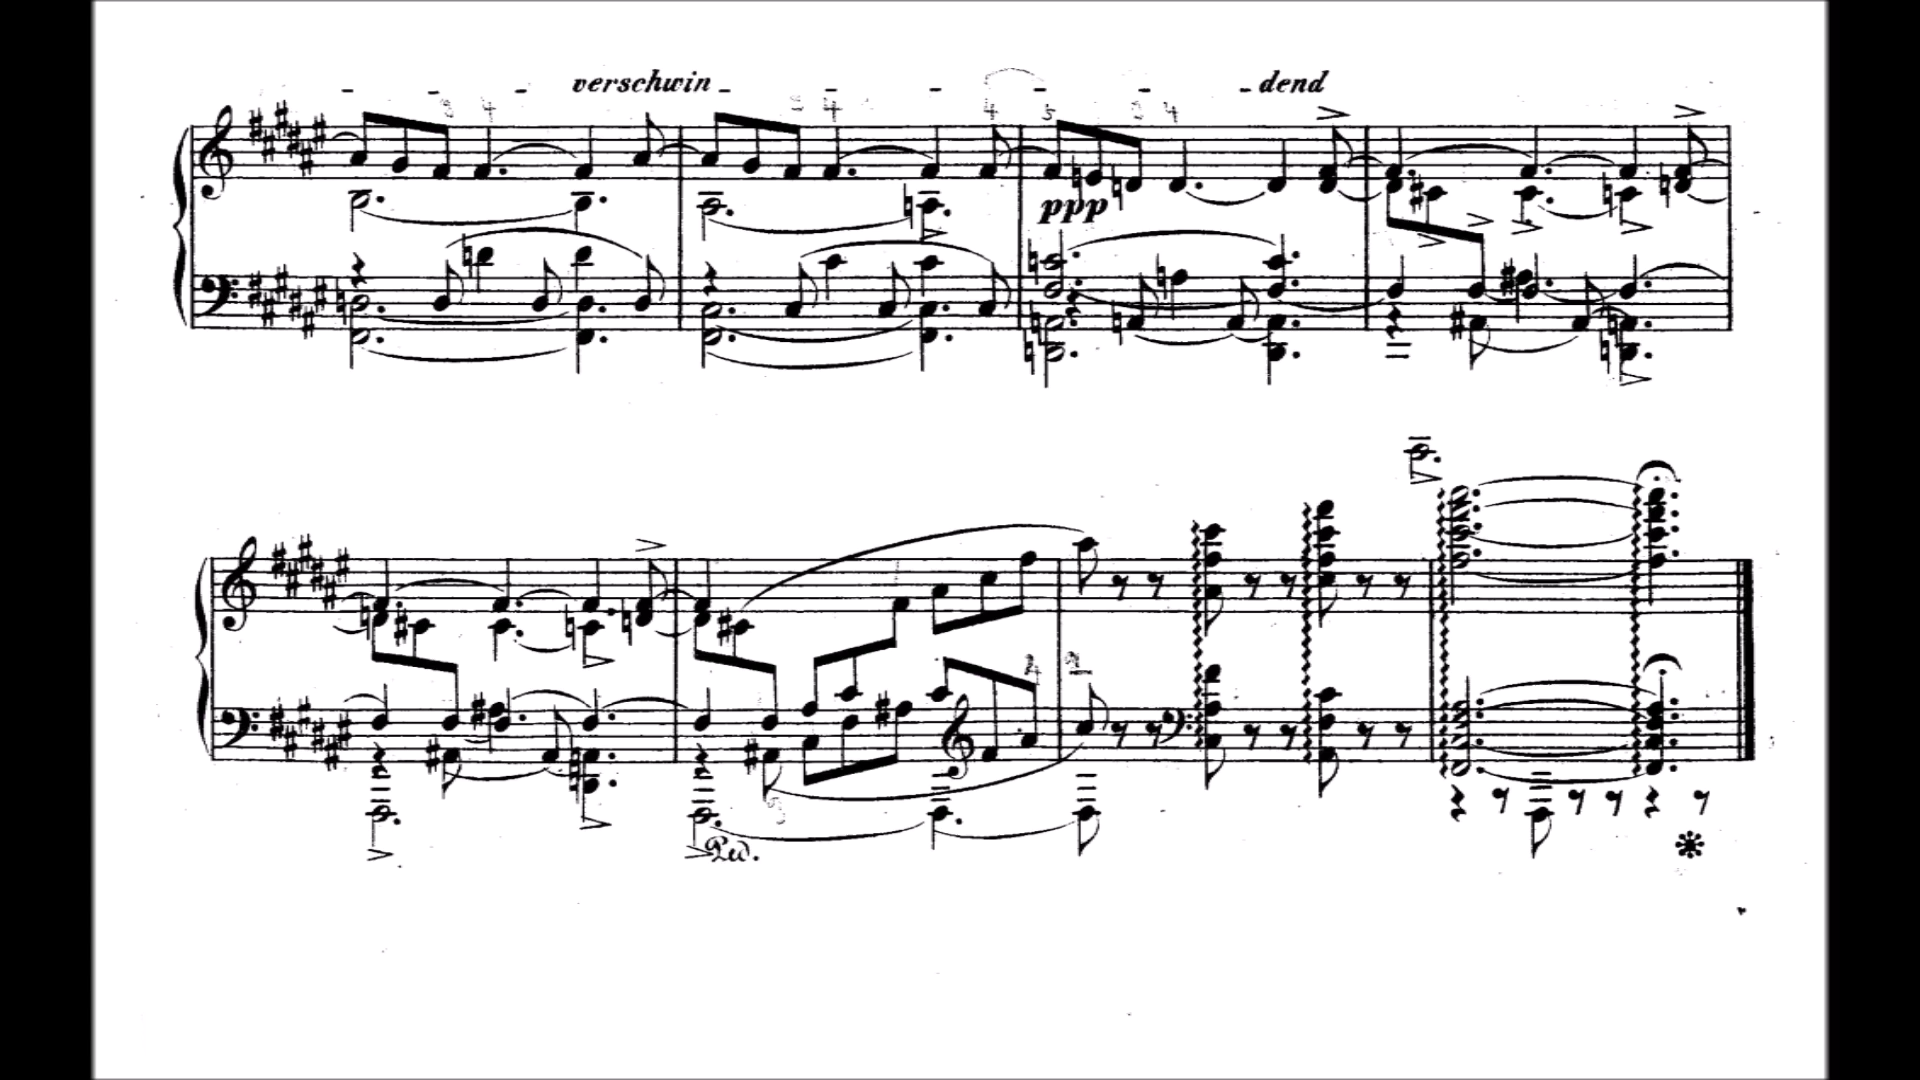 verschwin - - - - - dend
ppp
Ped.